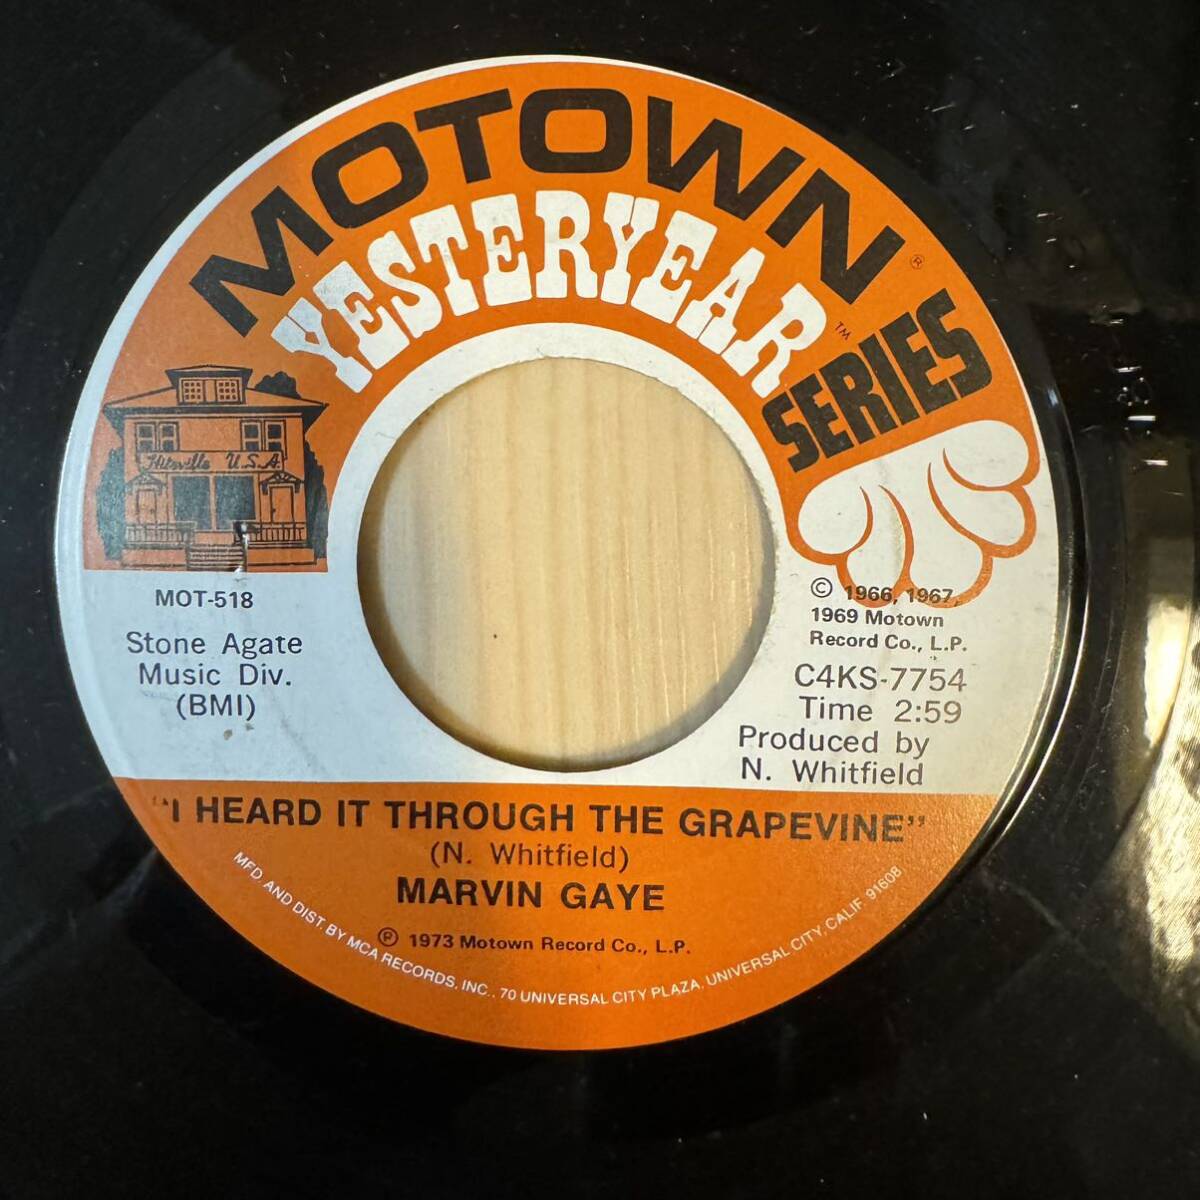 MOTOWN®
YESTERYEAR™
SERIES
Hitsville U.S.A.
MOT-518
Stone Agate
Music Div.
(BMI)
© 1966, 1967,
1969 Motown
Record Co., L.P.
C4KS-7754
Time 2:59
Produced by
N. Whitfield
"I HEARD IT THROUGH THE GRAPEVINE"
(N. Whitfield)
MARVIN GAYE
℗ 1973 Motown Record Co., L.P.
MFD. AND DIST. BY MCA RECORDS, INC., 70 UNIVERSAL CITY PLAZA, UNIVERSAL CITY, CALIF. 91608